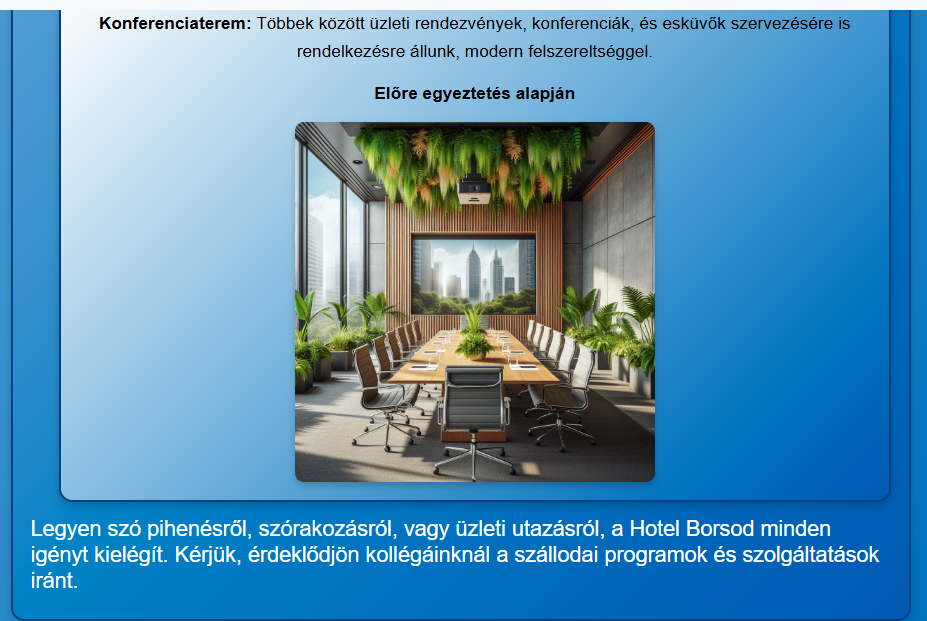 Konferenciaterem: Többek között üzleti rendezvények, konferenciák, és esküvők szervezésére is
rendelkezésre állunk, modern felszereltséggel.
Előre egyeztetés alapján
Legyen szó pihenésről, szórakozásról, vagy üzleti utazásról, a Hotel Borsod minden
igényt kielégít. Kérjük, érdeklődjön kollégáinknál a szállodai programok és szolgáltatások
iránt.